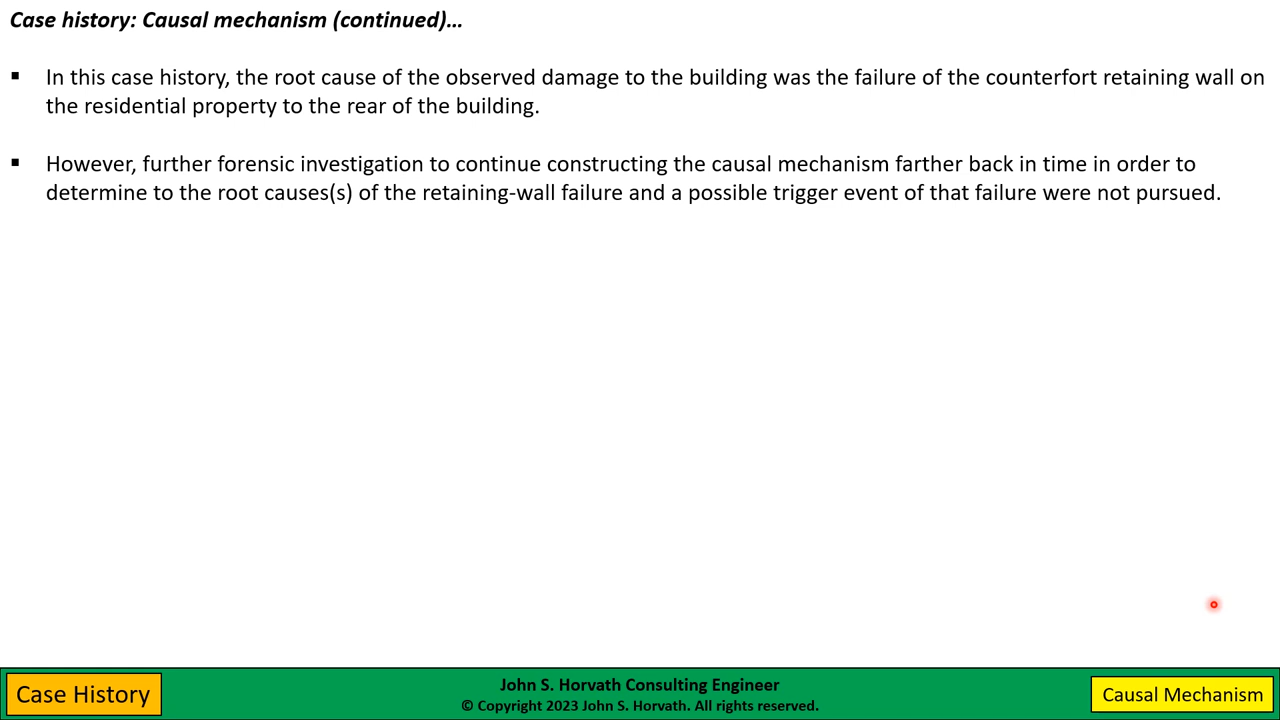 Case history: Causal mechanism (continued)…
▪ In this case history, the root cause of the observed damage to the building was the failure of the counterfort retaining wall on
the residential property to the rear of the building.
▪ However, further forensic investigation to continue constructing the causal mechanism farther back in time in order to
determine to the root causes(s) of the retaining-wall failure and a possible trigger event of that failure were not pursued.
Case History
John S. Horvath Consulting Engineer
© Copyright 2023 John S. Horvath. All rights reserved.
Causal Mechanism